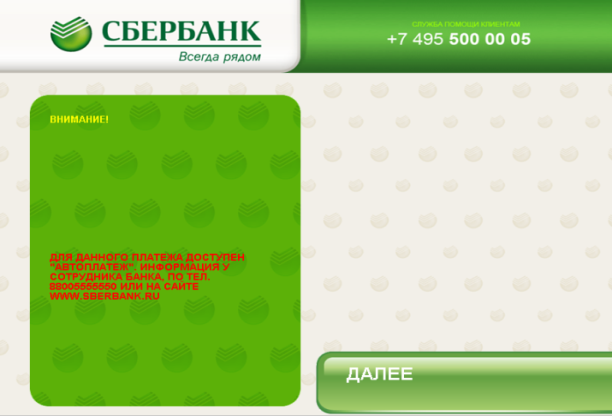 СБЕРБАНК
Всегда рядом
СЛУЖБА ПОМОЩИ КЛИЕНТАМ
+7 495 500 00 05
ВНИМАНИЕ!
ДЛЯ ДАННОГО ПЛАТЕЖА ДОСТУПЕН
"АВТОПЛАТЕЖ". ИНФОРМАЦИЯ У
СОТРУДНИКА БАНКА, ПО ТЕЛ.
88005555550 ИЛИ НА САЙТЕ
WWW.SBERBANK.RU
ДАЛЕЕ